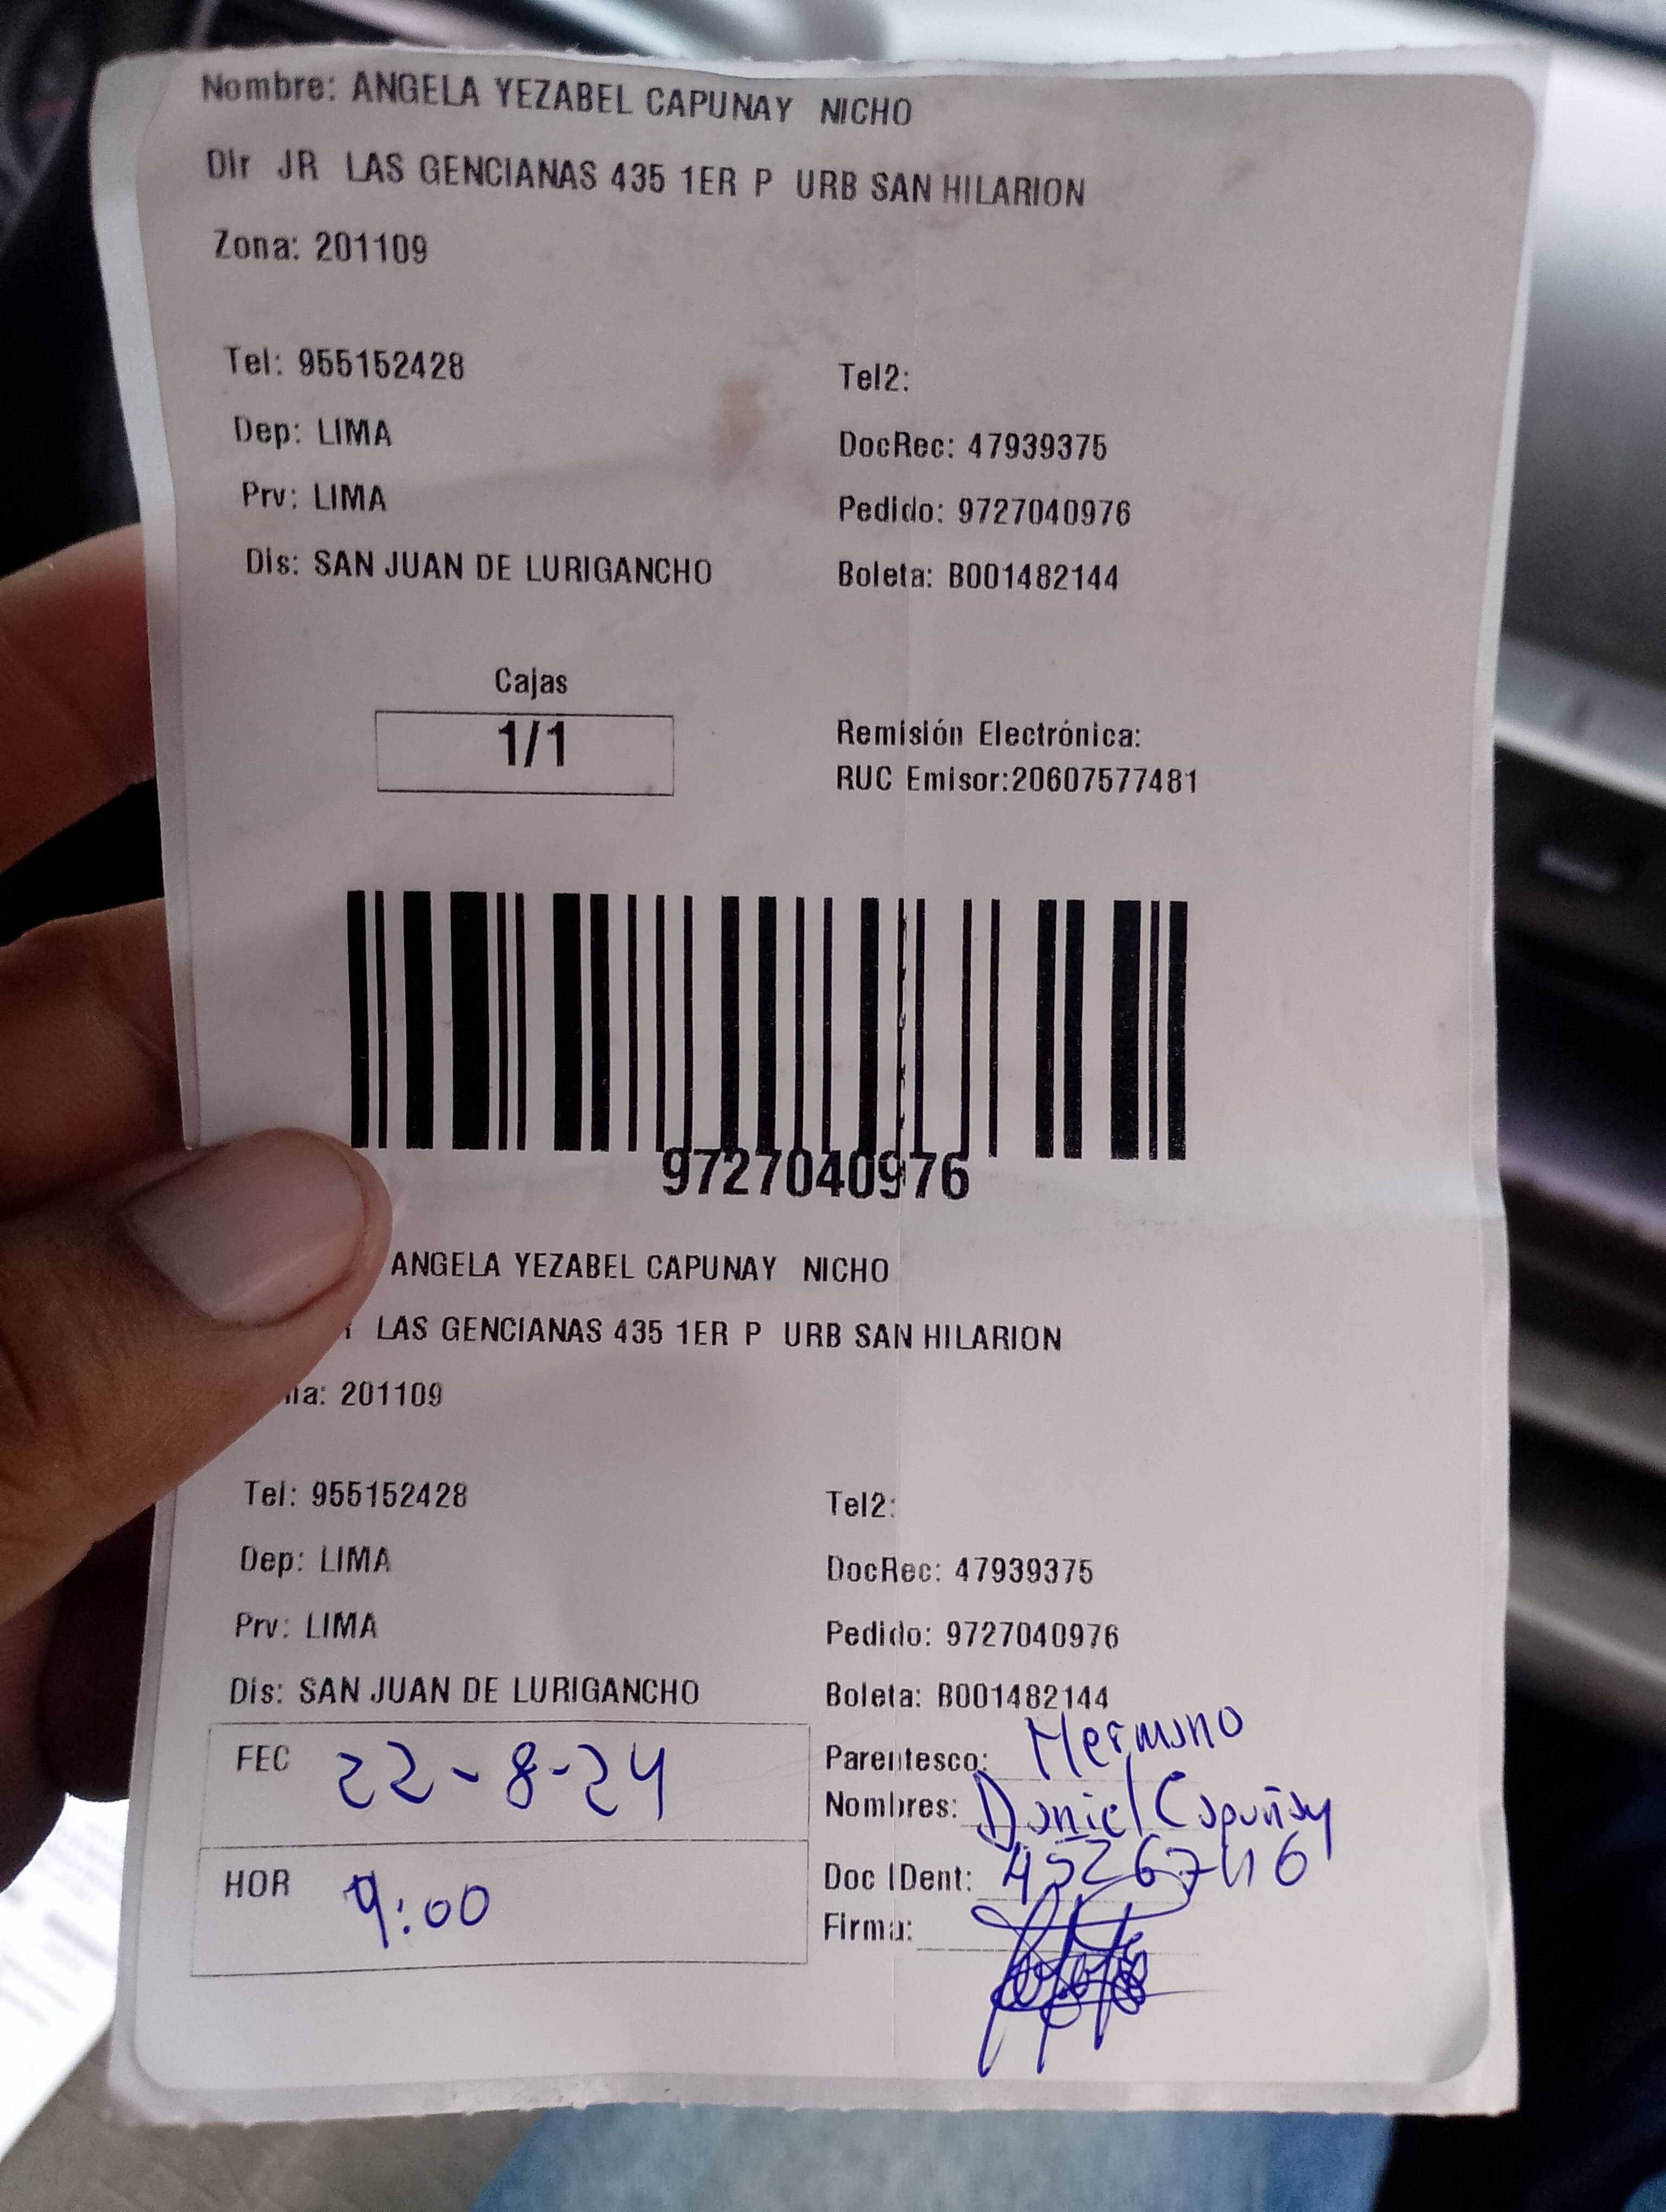 Nombre: ANGELA YEZABEL CAPUNAY NICHO
Dir JR LAS GENCIANAS 435 1ER P URB SAN HILARION
Zona: 201109
Tel: 955152428 Tel2:
Dep: LIMA DocRec: 47939375
Prv: LIMA Pedido: 9727040976
Dis: SAN JUAN DE LURIGANCHO Boleta: B001482144
Cajas
1/1
Remisión Electrónica:
RUC Emisor:20607577481
9727040976
ANGELA YEZABEL CAPUNAY NICHO
LAS GENCIANAS 435 1ER P URB SAN HILARION
na: 201109
Tel: 955152428 Tel2:
Dep: LIMA DocRec: 47939375
Prv: LIMA Pedido: 9727040976
Dis: SAN JUAN DE LURIGANCHO Boleta: B001482144
FEC 22-8-24
HOR 9:00
Parentesco: Hermano
Nombres: Daniel Capuñay
Doc IDent:
Firma: